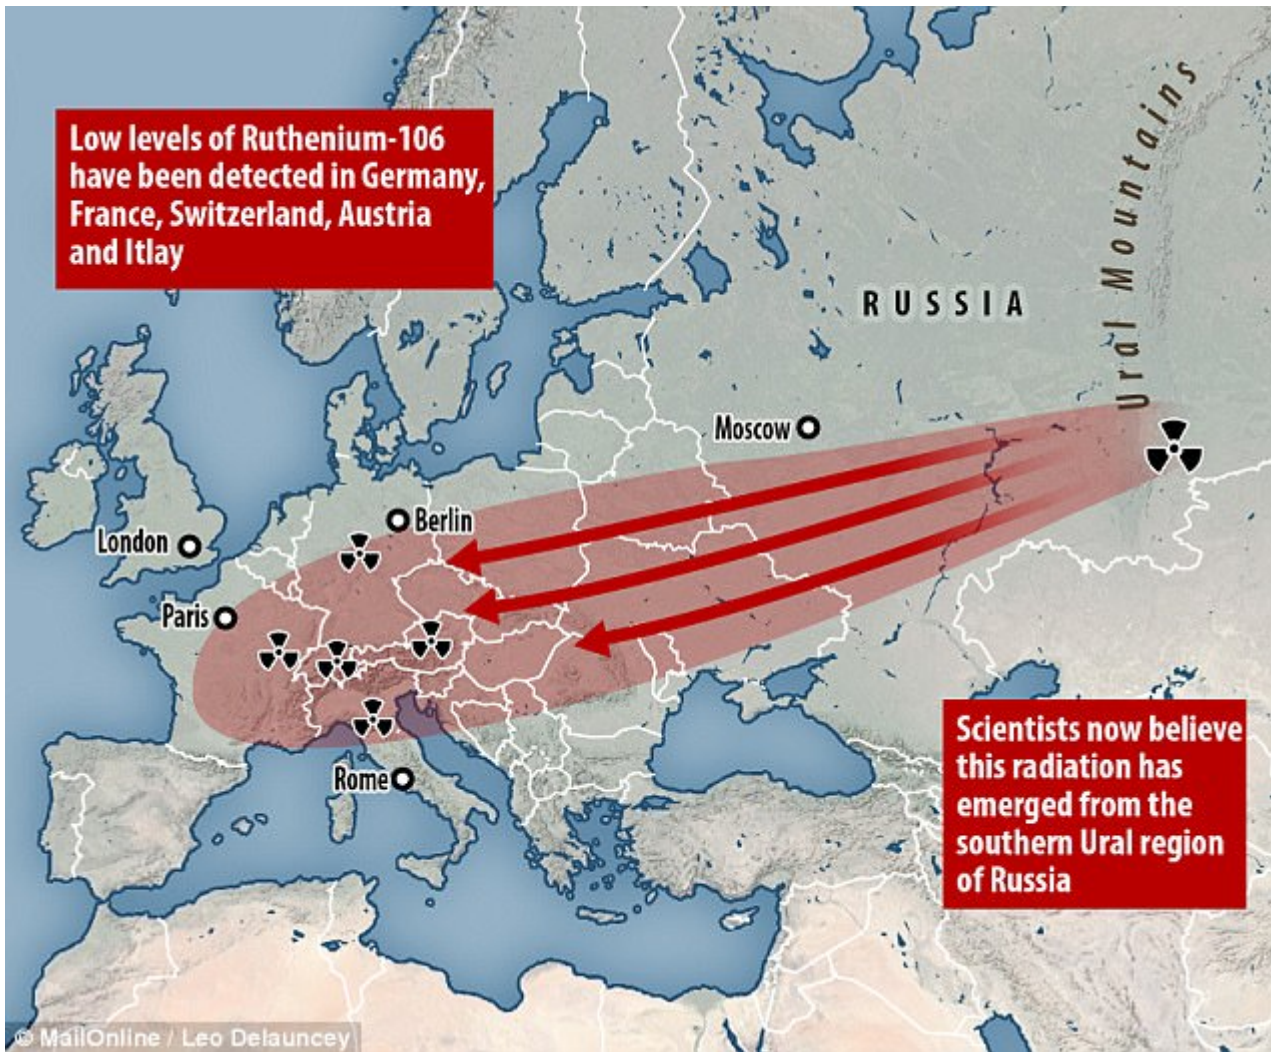 Low levels of Ruthenium-106
have been detected in Germany,
France, Switzerland, Austria
and Itlay
Ural Mountains
RUSSIA
Moscow
Berlin
London
Paris
Rome
Scientists now believe
this radiation has
emerged from the
southern Ural region
of Russia
© MailOnline / Leo Delauncey